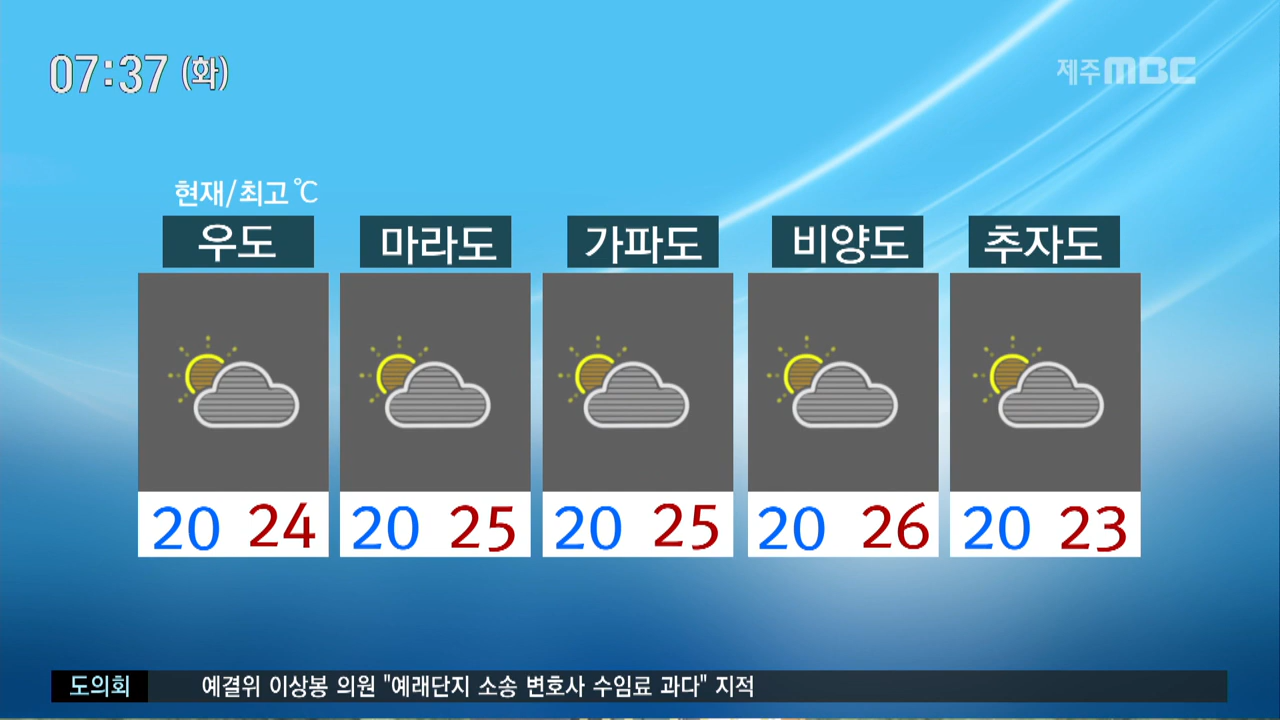 07:37 (화)
제주MBC
현재/최고 ℃
우도 마라도 가파도 비양도 추자도
20 24 20 25 20 25 20 26 20 23
도의회 예결위 이상봉 의원 "예래단지 소송 변호사 수임료 과다" 지적